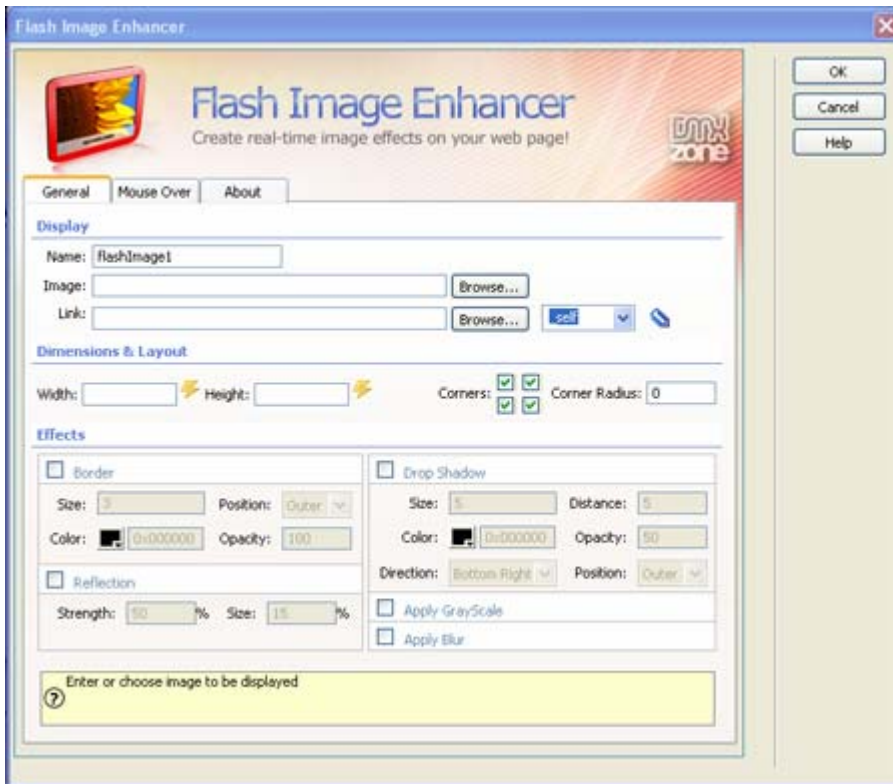 Flash Image Enhancer
Flash Image Enhancer
Create real-time image effects on your web page!
DMX
zone
OK
Cancel
Help
General Mouse Over About
Display
Name: flashImage1
Image: Browse...
Link: Browse... _self
Dimensions & Layout
Width: Height: Corners: Corner Radius: 0
Effects
Border
Size: 3 Position: Outer
Color: 0x000000 Opacity: 100
Reflection
Strength: 50 % Size: 15 %
Drop Shadow
Size: 5 Distance: 5
Color: 0x000000 Opacity: 50
Direction: Bottom Right Position: Outer
Apply GrayScale
Apply Blur
Enter or choose image to be displayed